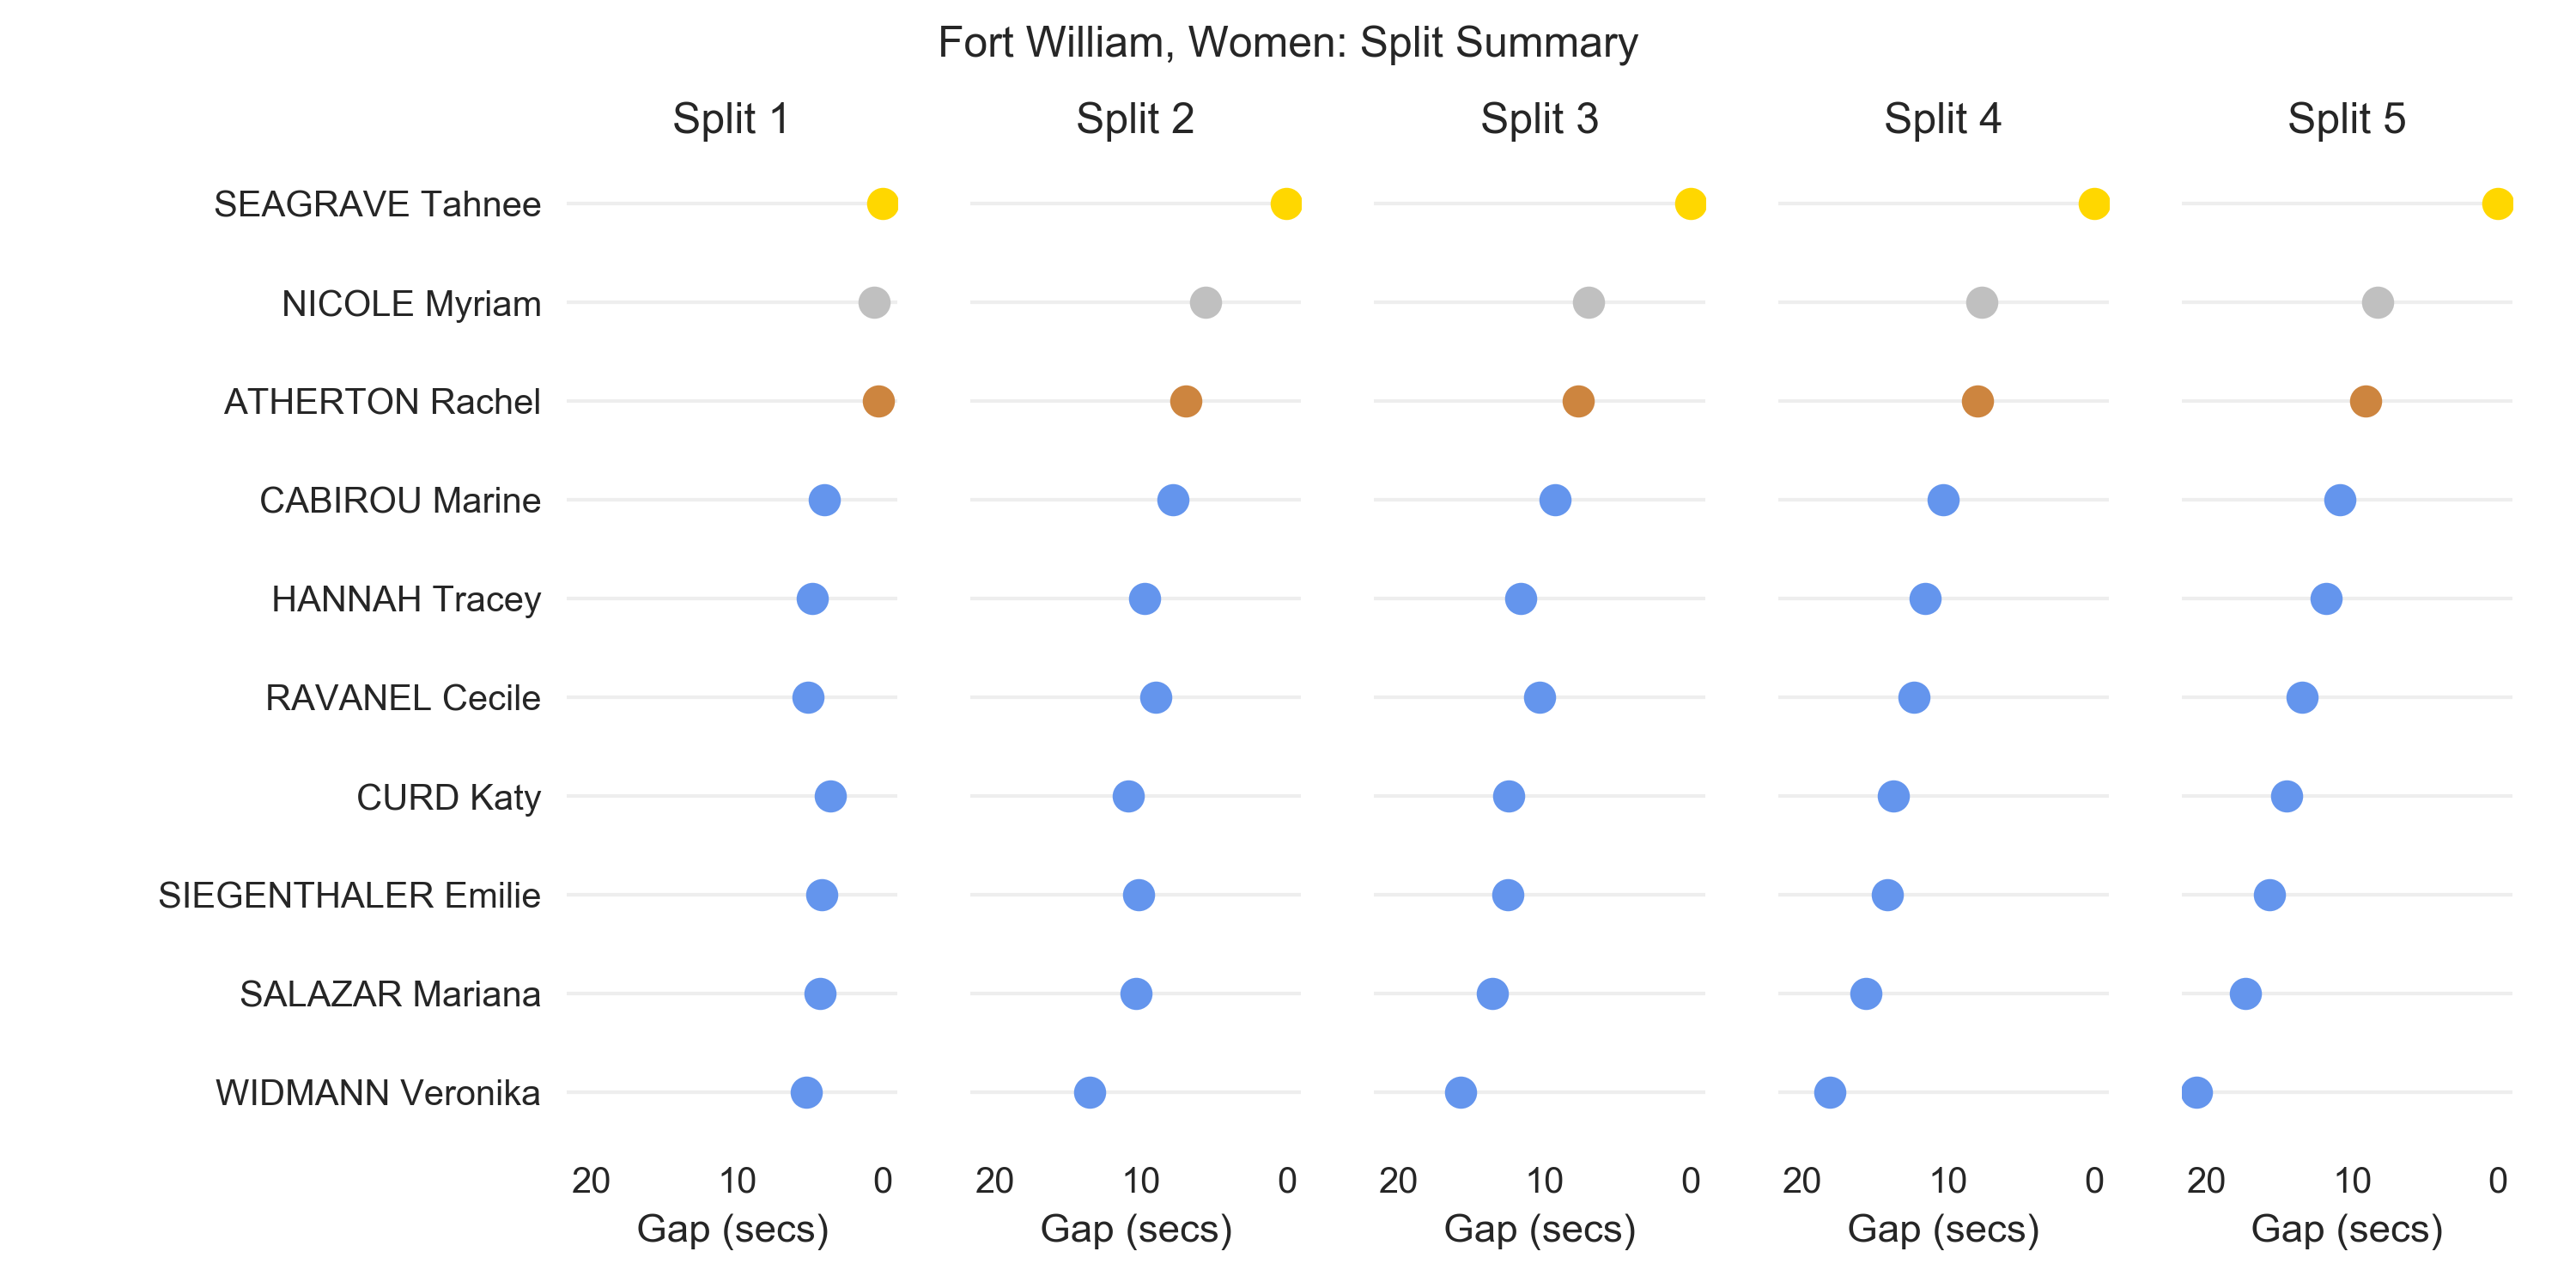 Fort William, Women: Split Summary
Split 1 Split 2 Split 3 Split 4 Split 5
SEAGRAVE Tahnee
NICOLE Myriam
ATHERTON Rachel
CABIROU Marine
HANNAH Tracey
RAVANEL Cecile
CURD Katy
SIEGENTHALER Emilie
SALAZAR Mariana
WIDMANN Veronika
20 10 0 20 10 0 20 10 0 20 10 0 20 10 0
Gap (secs) Gap (secs) Gap (secs) Gap (secs) Gap (secs)